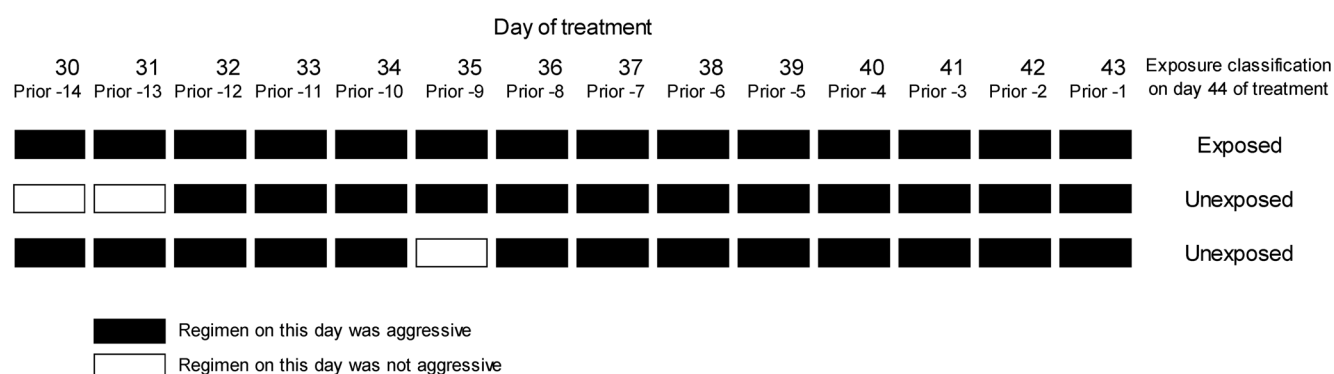 Day of treatment
30 31 32 33 34 35 36 37 38 39 40 41 42 43 Exposure classification
Prior -14 Prior -13 Prior -12 Prior -11 Prior -10 Prior -9 Prior -8 Prior -7 Prior -6 Prior -5 Prior -4 Prior -3 Prior -2 Prior -1 on day 44 of treatment
Exposed
Unexposed
Unexposed
Regimen on this day was aggressive
Regimen on this day was not aggressive